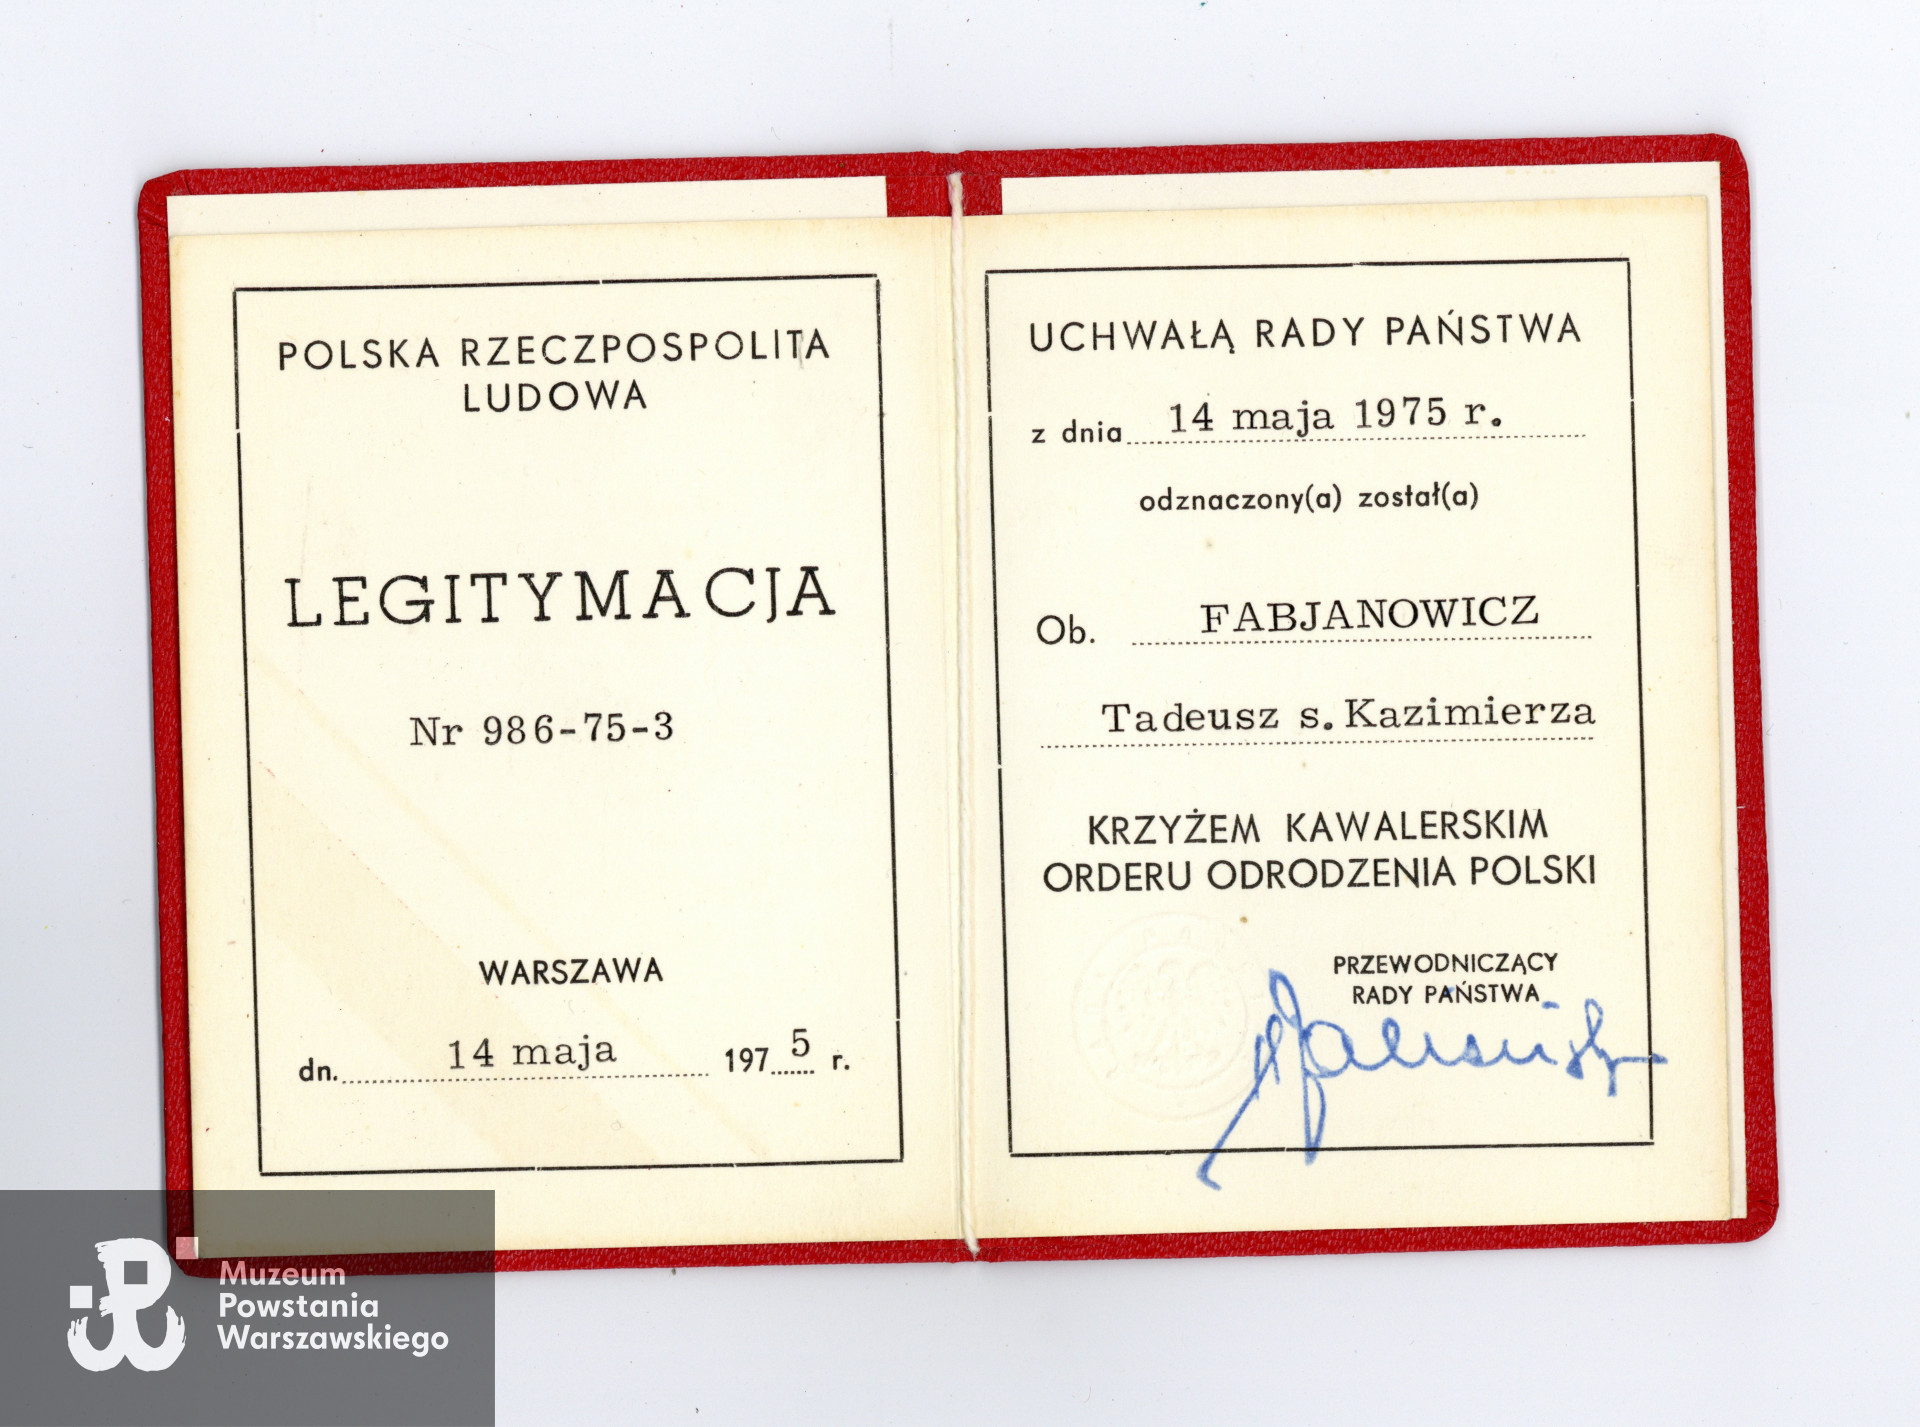 POLSKA RZECZPOSPOLITA
LUDOWA
LEGITYMACJA
Nr 986-75-3
WARSZAWA
dn. 14 maja 1975 r.
UCHWAŁĄ RADY PAŃSTWA
z dnia 14 maja 1975 r.
odznaczony(a) został(a)
Ob. FABJANOWICZ
Tadeusz s. Kazimierza
KRZYŻEM KAWALERSKIM
ORDERU ODRODZENIA POLSKI
PRZEWODNICZĄCY
RADY PAŃSTWA
Muzeum
Powstania
Warszawskiego